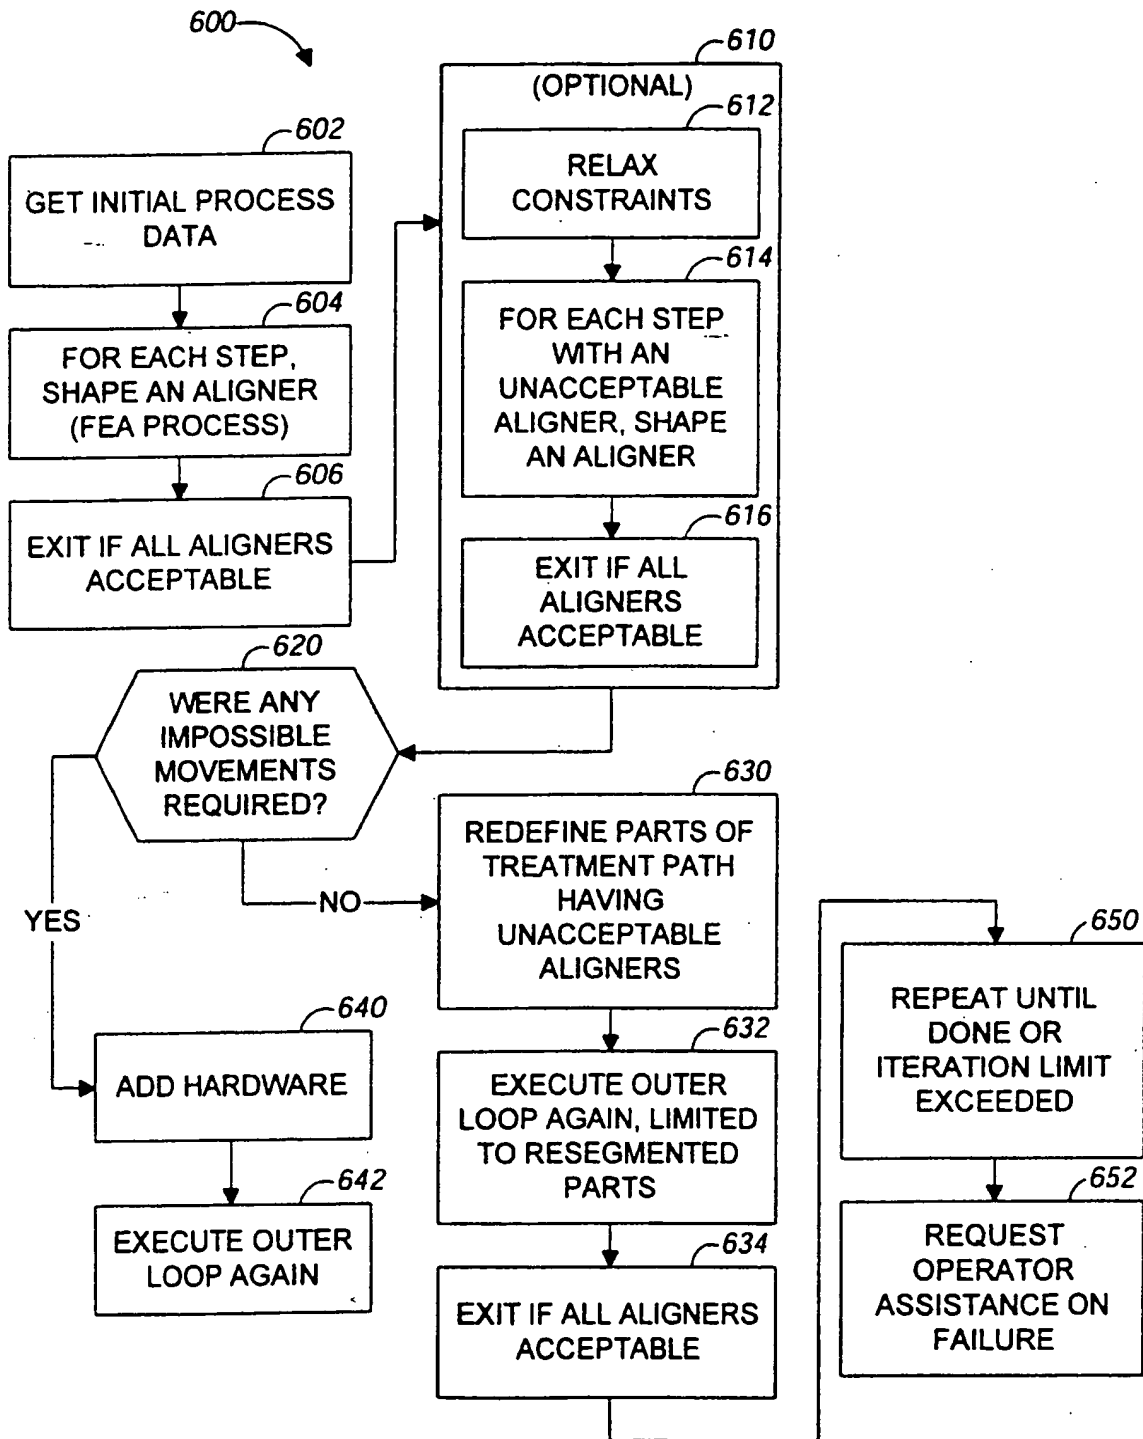 600
602
GET INITIAL PROCESS
DATA
604
FOR EACH STEP,
SHAPE AN ALIGNER
(FEA PROCESS)
606
EXIT IF ALL ALIGNERS
ACCEPTABLE
610
(OPTIONAL)
612
RELAX
CONSTRAINTS
614
FOR EACH STEP
WITH AN
UNACCEPTABLE
ALIGNER, SHAPE
AN ALIGNER
616
EXIT IF ALL
ALIGNERS
ACCEPTABLE
620
WERE ANY
IMPOSSIBLE
MOVEMENTS
REQUIRED?
YES
NO
640
ADD HARDWARE
642
EXECUTE OUTER
LOOP AGAIN
630
REDEFINE PARTS OF
TREATMENT PATH
HAVING
UNACCEPTABLE
ALIGNERS
632
EXECUTE OUTER
LOOP AGAIN, LIMITED
TO RESEGMENTED
PARTS
634
EXIT IF ALL ALIGNERS
ACCEPTABLE
650
REPEAT UNTIL
DONE OR
ITERATION LIMIT
EXCEEDED
652
REQUEST
OPERATOR
ASSISTANCE ON
FAILURE